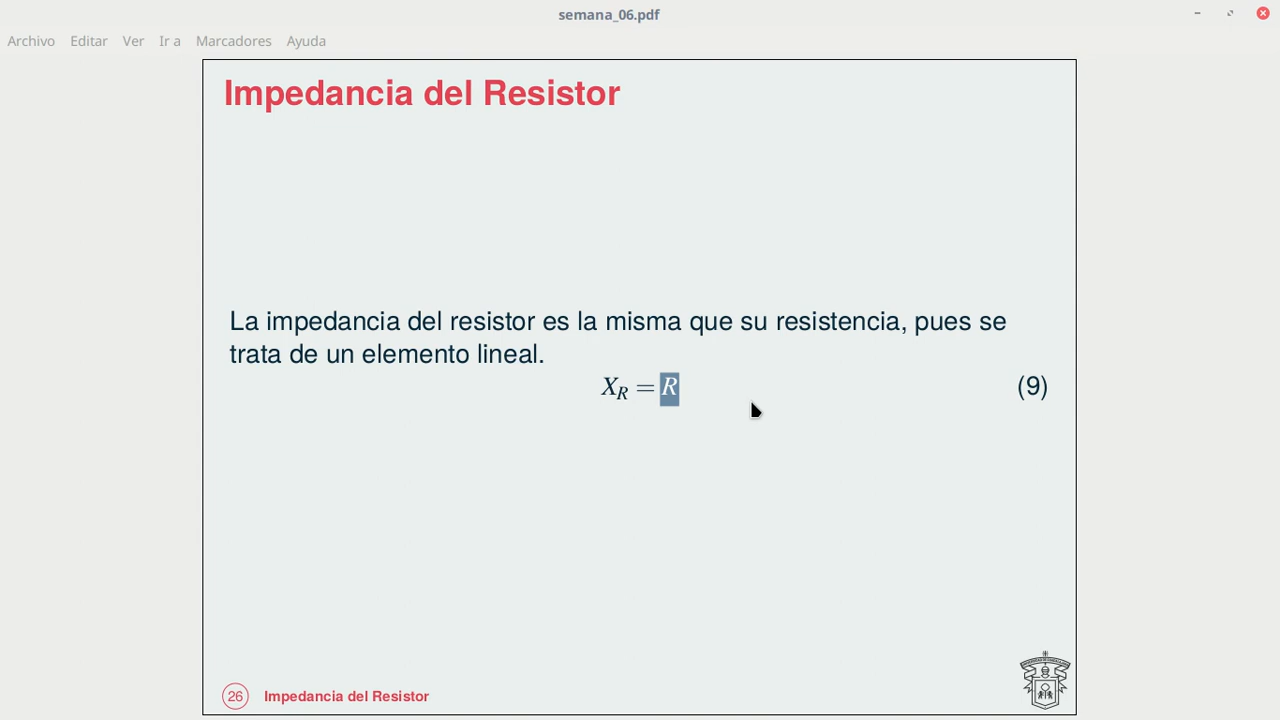 semana_06.pdf
Archivo Editar Ver Ir a Marcadores Ayuda
Impedancia del Resistor
La impedancia del resistor es la misma que su resistencia, pues se
trata de un elemento lineal.
X_R = R (9)
26 Impedancia del Resistor